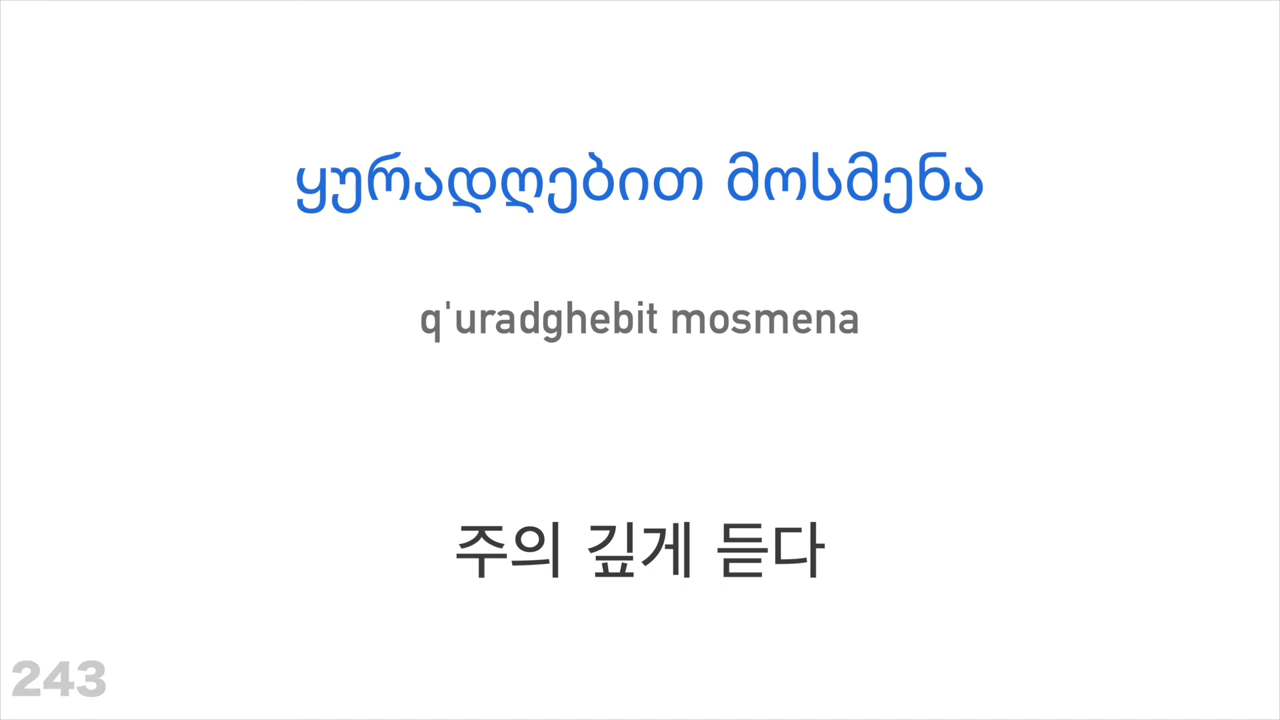 ყურადღებით მოსმენა
q'uradghebit mosmena
주의 깊게 듣다
243